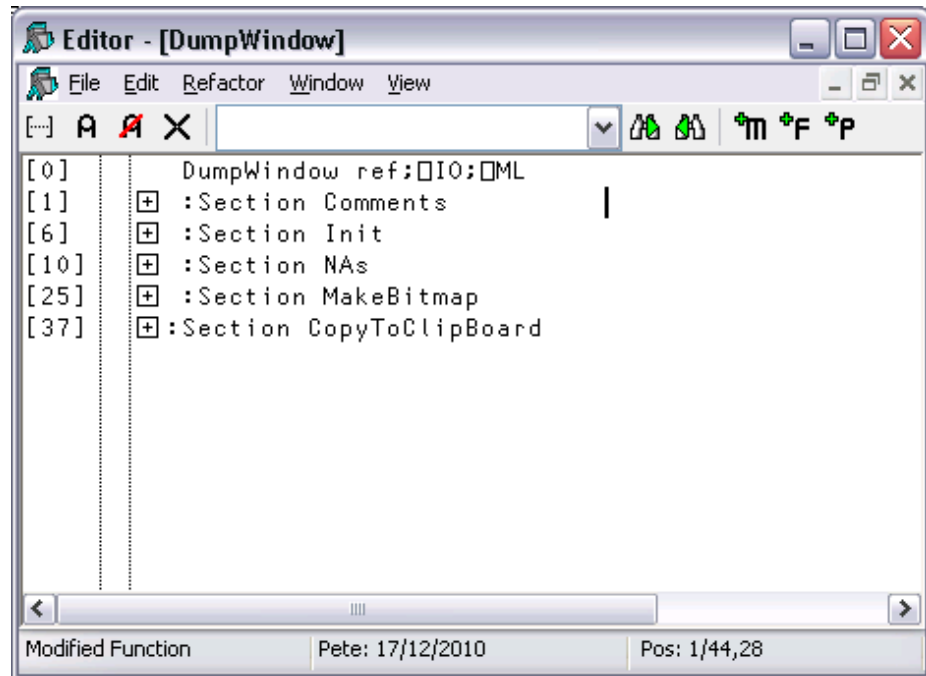 Editor - [DumpWindow]
File Edit Refactor Window View
[0] DumpWindow ref;⎕IO;⎕ML
[1] :Section Comments
[6] :Section Init
[10] :Section NAs
[25] :Section MakeBitmap
[37] :Section CopyToClipBoard
Modified Function Pete: 17/12/2010 Pos: 1/44,28